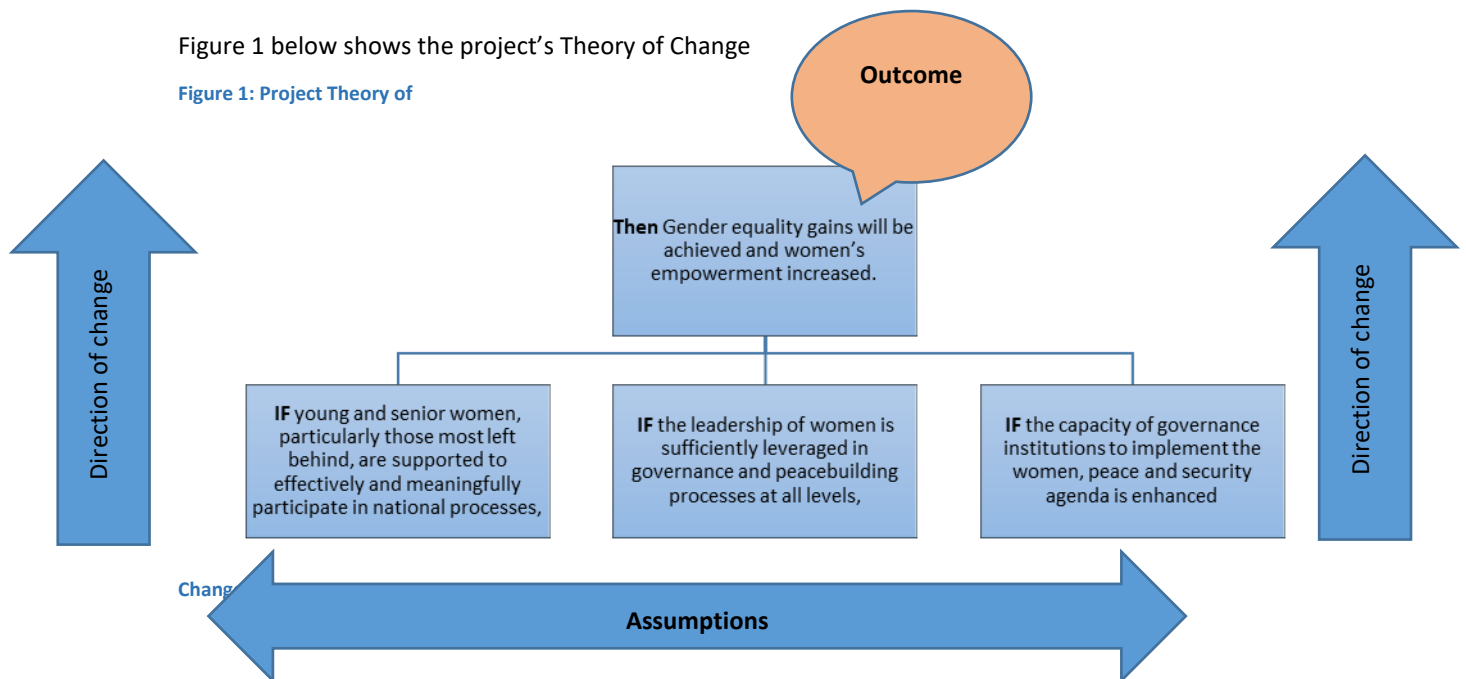 Figure 1 below shows the project’s Theory of Change
Figure 1: Project Theory of
Outcome
Then Gender equality gains will be
achieved and women’s
empowerment increased.
Direction of change
IF young and senior women,
particularly those most left
behind, are supported to
effectively and meaningfully
participate in national processes,
IF the leadership of women is
sufficiently leveraged in
governance and peacebuilding
processes at all levels,
IF the capacity of governance
institutions to implement the
women, peace and security
agenda is enhanced
Direction of change
Change
Assumptions